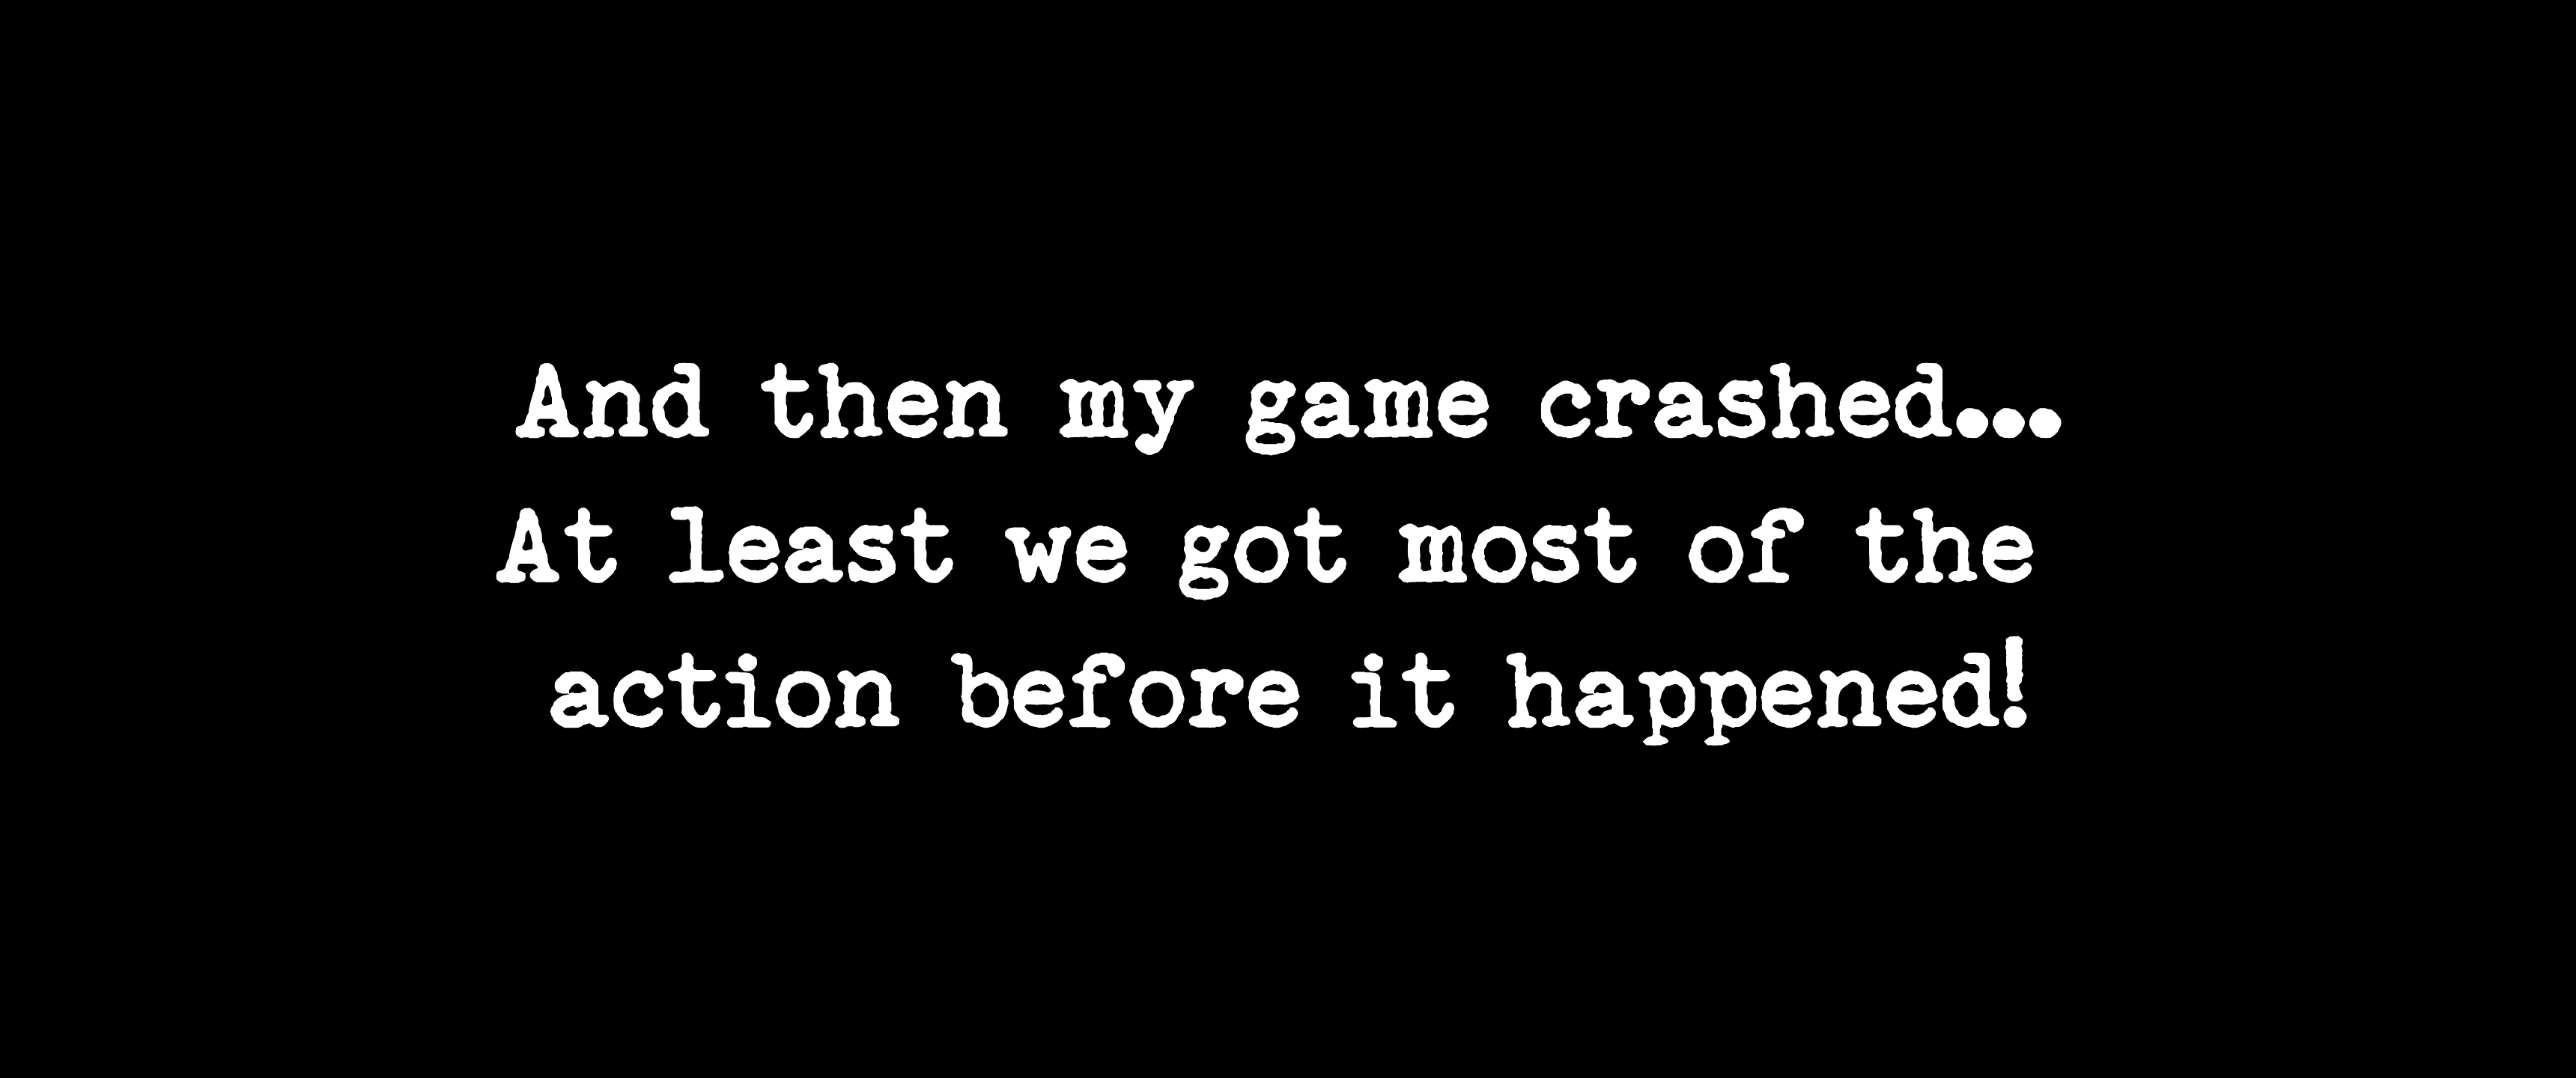 And then my game crashed...
At least we got most of the
action before it happened!